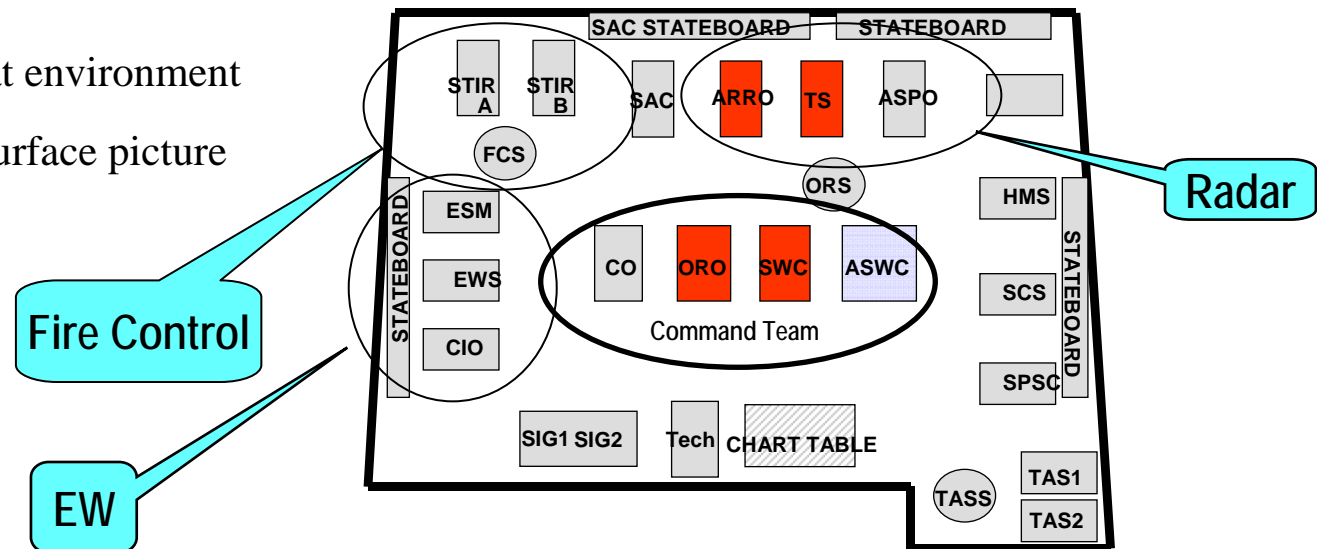 SAC STATEBOARD
STATEBOARD
at environment
urface picture
STIR A
STIR B
SAC
ARRO
TS
ASPO
FCS
ORS
Radar
STATEBOARD
ESM
EWS
CIO
CO
ORO
SWC
ASWC
Command Team
HMS
SCS
SPSC
STATEBOARD
Fire Control
SIG1 SIG2
Tech
CHART TABLE
EW
TASS
TAS1
TAS2